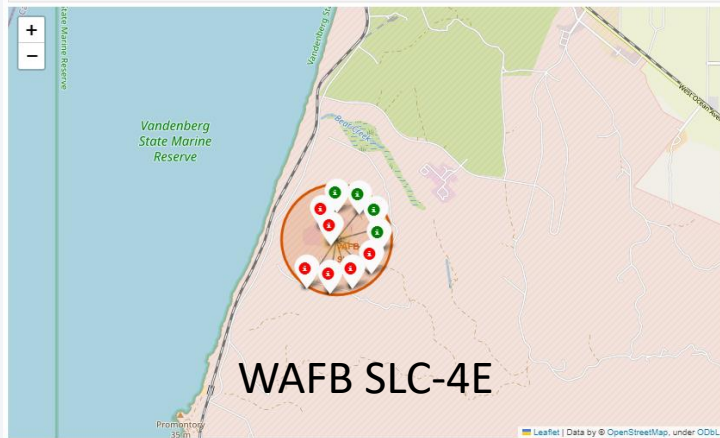 +
−
State Marine Reserve
Vandenberg
Vandenberg
State Marine
Reserve
Bear Creek
West Ocean Ave
WAFB
WAFB SLC-4E
Promontory
35 m
Leaflet | Data by © OpenStreetMap, under ODbL